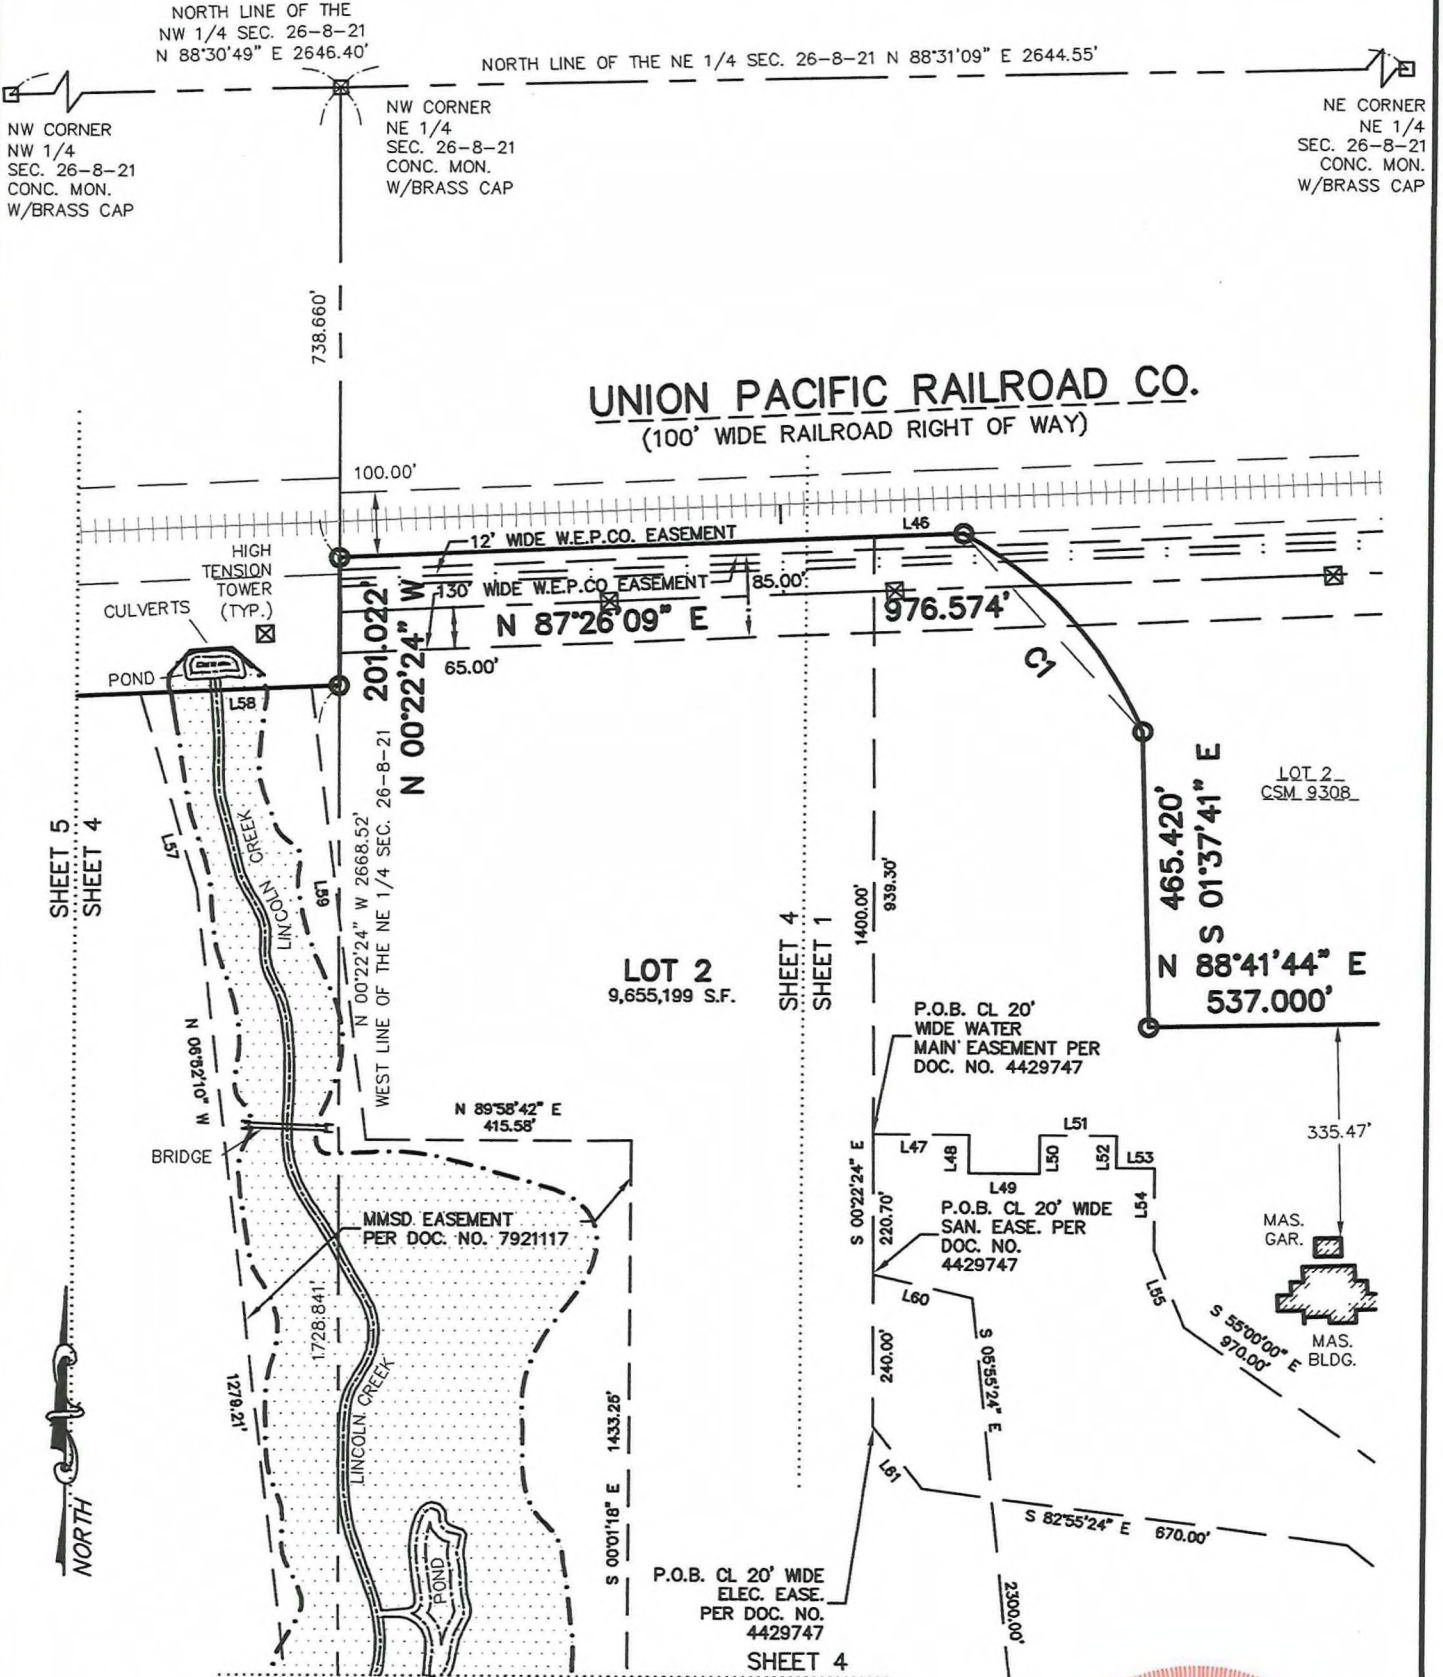 NORTH LINE OF THE
NW 1/4 SEC. 26-8-21
N 88°30'49" E 2646.40'
NORTH LINE OF THE NE 1/4 SEC. 26-8-21 N 88°31'09" E 2644.55'
NW CORNER
NW 1/4
SEC. 26-8-21
CONC. MON.
W/BRASS CAP
NW CORNER
NE 1/4
SEC. 26-8-21
CONC. MON.
W/BRASS CAP
NE CORNER
NE 1/4
SEC. 26-8-21
CONC. MON.
W/BRASS CAP
738.660'
UNION PACIFIC RAILROAD CO.
(100' WIDE RAILROAD RIGHT OF WAY)
100.00'
L46
12' WIDE W.E.P.CO. EASEMENT
HIGH
TENSION
TOWER
(TYP.)
130' WIDE W.E.P.CO EASEMENT
85.00'
CULVERTS
N 87°26'09" E
976.574'
65.00'
201.022'
N 00°22'24" W
POND
L58
C1
465.420'
S 01°37'41" E
LOT 2
CSM 9308
SHEET 5
SHEET 4
L57
LINCOLN CREEK
LINCOLN
L59
N 00°22'24" W 2668.52'
WEST LINE OF THE NE 1/4 SEC. 26-8-21
1400.00'
939.30'
LOT 2
9,655,199 S.F.
SHEET 4
SHEET 1
N 88°41'44" E
537.000'
P.O.B. CL 20'
WIDE WATER
MAIN EASEMENT PER
DOC. NO. 4429747
N 06°52'10" W
N 89°58'42" E
415.58'
BRIDGE
L47
L48
L49
L50
L51
L52
L53
L54
335.47'
S 00°22'24" E
220.70'
P.O.B. CL 20' WIDE
SAN. EASE. PER
DOC. NO.
4429747
MMSD. EASEMENT
PER DOC. NO. 7921117
MAS.
GAR.
L55
L60
S 55°00'00" E
970.00'
MAS.
BLDG.
1728.841'
240.00'
S 05°55'24" E
LINCOLN CREEK
1279.21'
S 00°01'18" E 1433.25'
L61
S 82°55'24" E 670.00'
NORTH
POND
P.O.B. CL 20' WIDE
ELEC. EASE.
PER DOC. NO.
4429747
2300.00'
SHEET 4